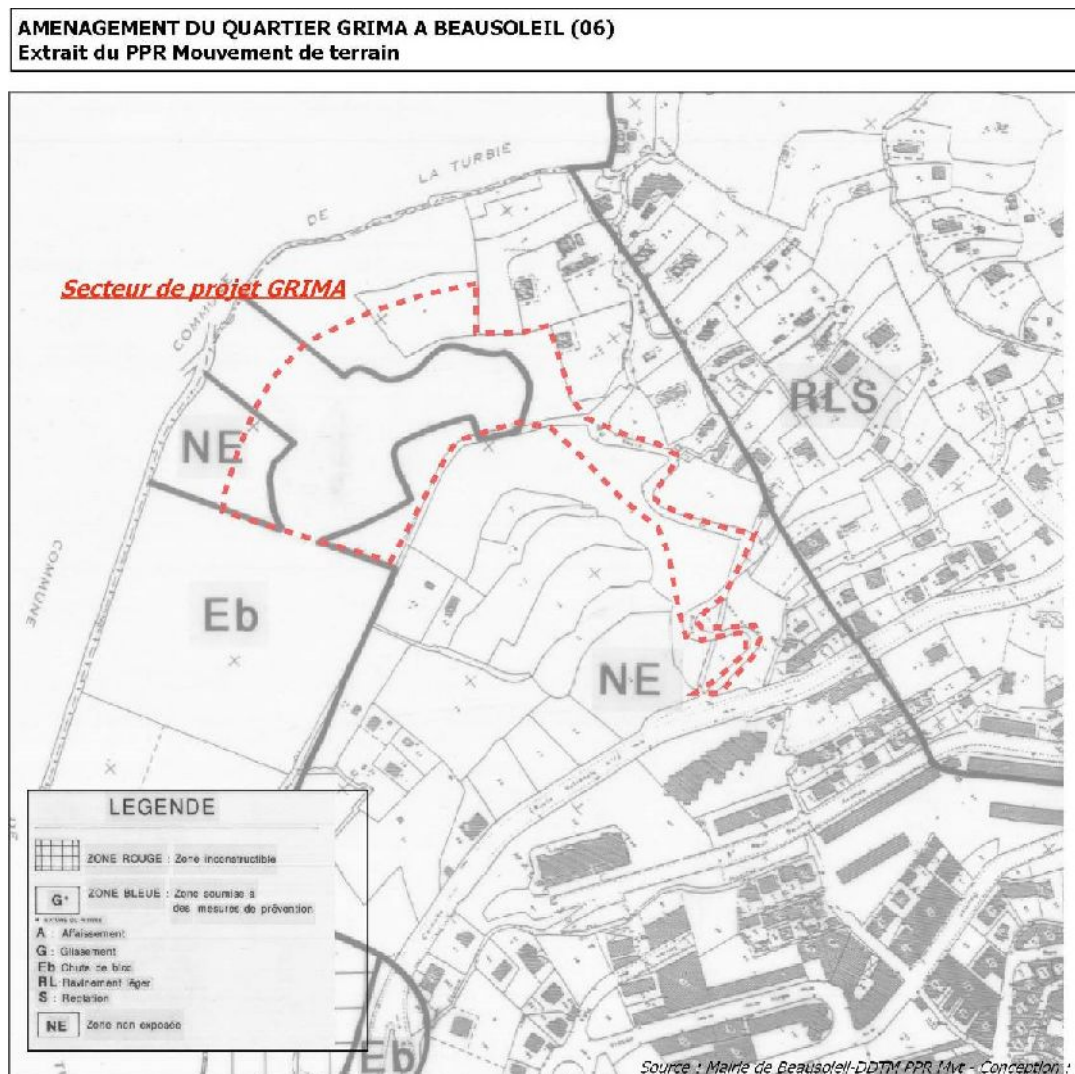 AMENAGEMENT DU QUARTIER GRIMA A BEAUSOLEIL (06)
Extrait du PPR Mouvement de terrain
LA TURBIE
DE
COMMUNE
Secteur de projet GRIMA
RLS
NE
COMMUNE
Eb
NE
LEGENDE
ZONE ROUGE : Zone inconstructible
G*
ZONE BLEUE : Zone soumise a
des mesures de prévention
A : Affaissement
G : Glissement
Eb Chute de bloc
RL Ravinement léger
S : Reptation
NE Zone non exposée
Eb
Source : Mairie de Beausoleil-DDTM PPR Mvt - Conception :